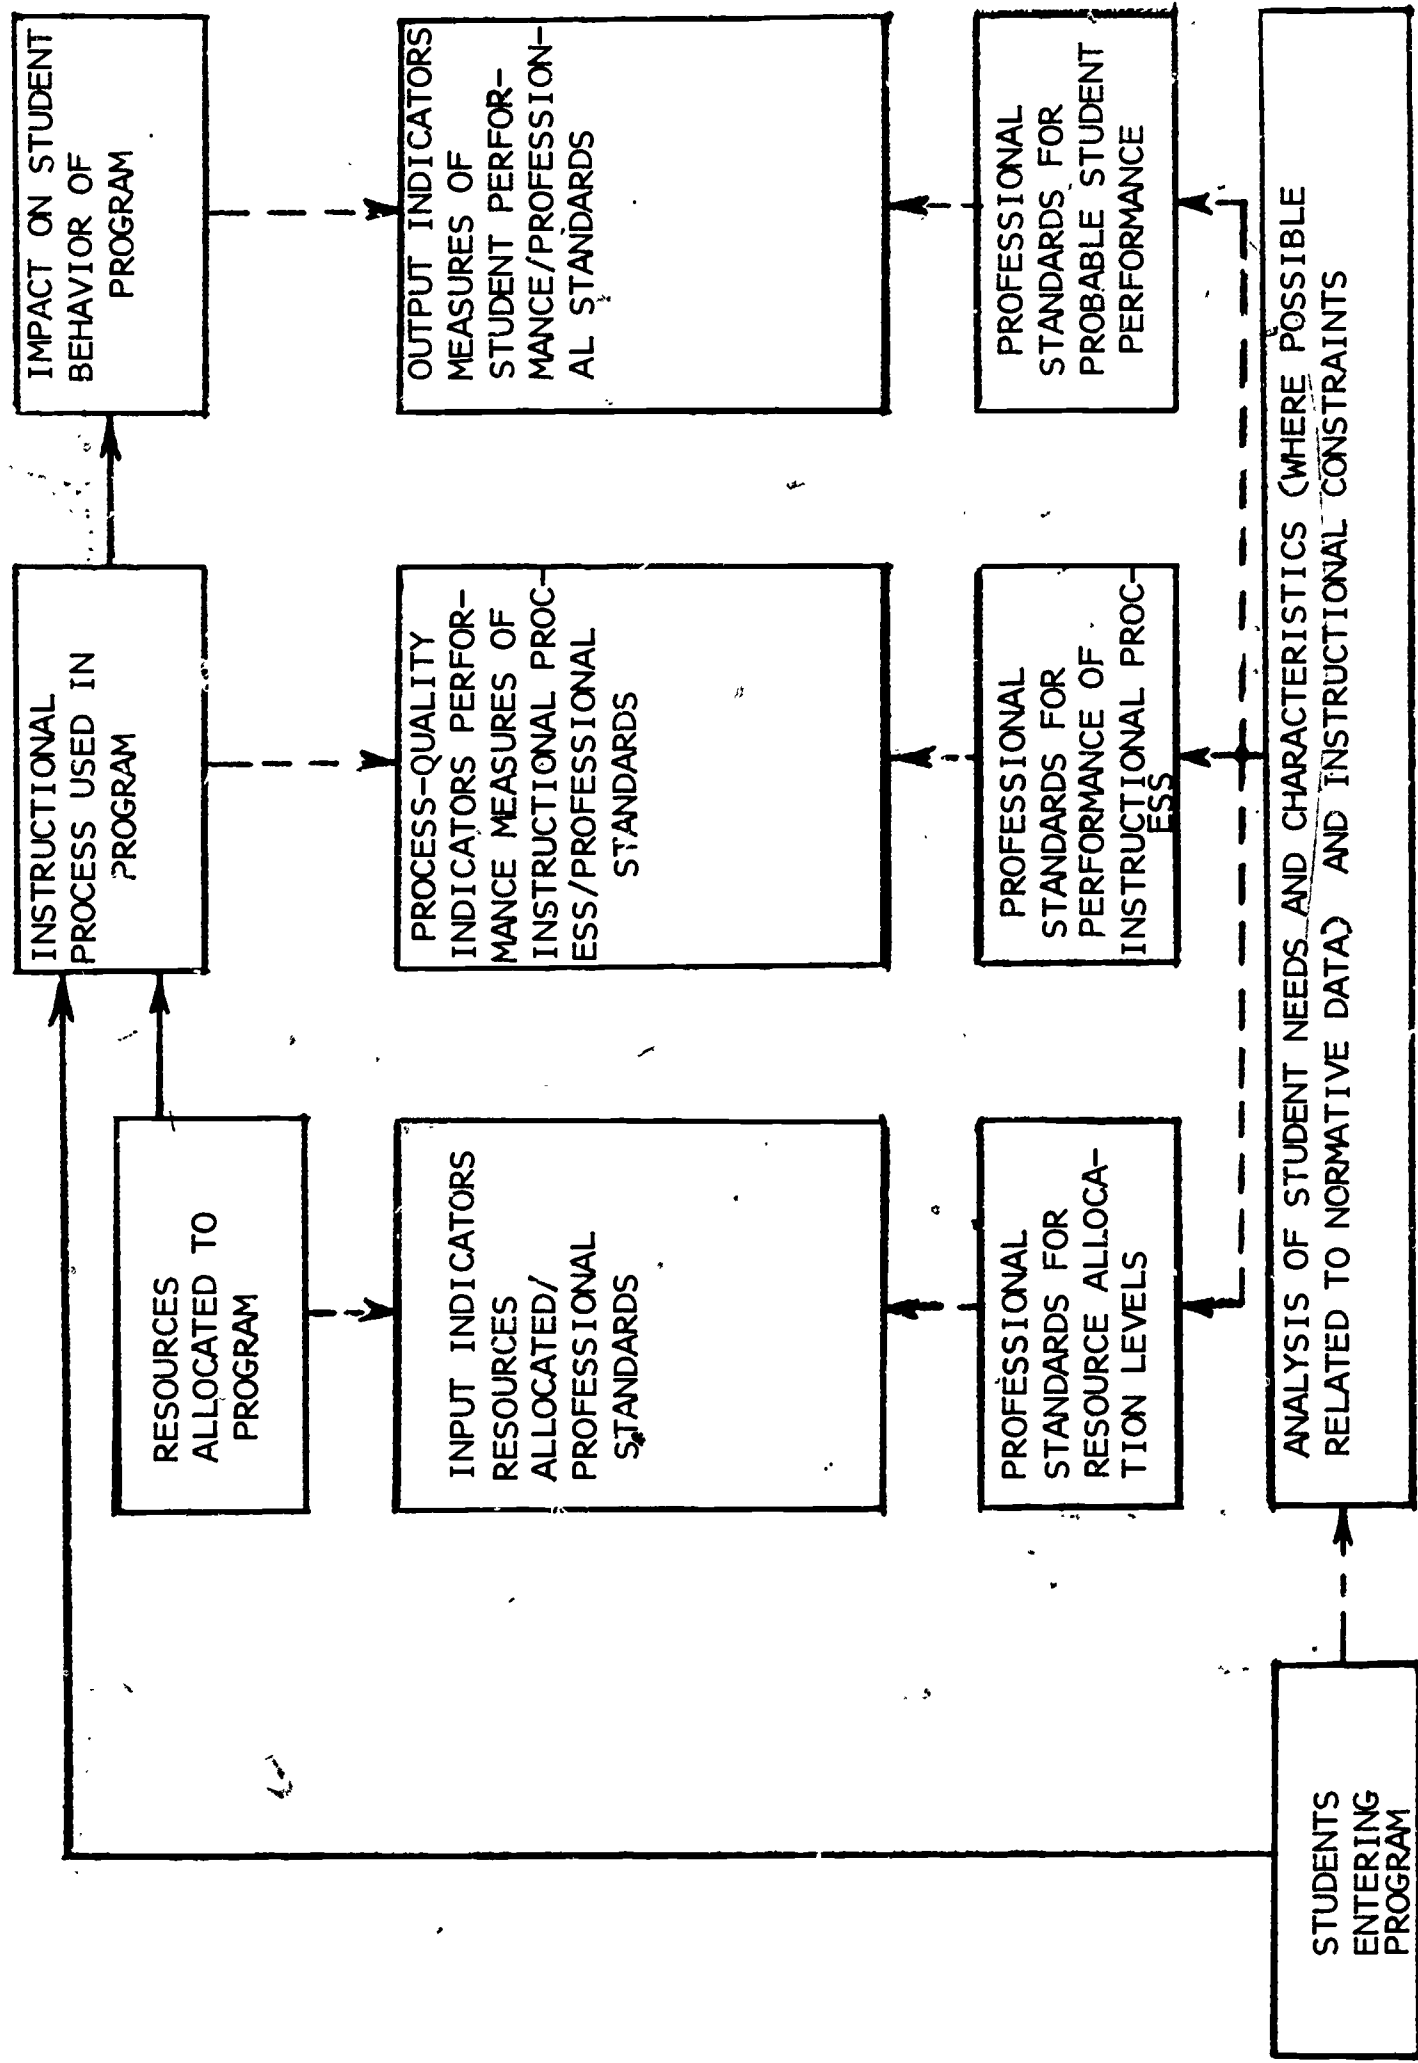 RESOURCES
ALLOCATED TO
PROGRAM
INSTRUCTIONAL
PROCESS USED IN
PROGRAM
IMPACT ON STUDENT
BEHAVIOR OF
PROGRAM
INPUT INDICATORS
RESOURCES
ALLOCATED/
PROFESSIONAL
STANDARDS
PROCESS-QUALITY
INDICATORS PERFOR-
MANCE MEASURES OF
INSTRUCTIONAL PROC-
ESS/PROFESSIONAL
STANDARDS
OUTPUT INDICATORS
MEASURES OF
STUDENT PERFOR-
MANCE/PROFESSION-
AL STANDARDS
PROFESSIONAL
STANDARDS FOR
RESOURCE ALLOCA-
TION LEVELS
PROFESSIONAL
STANDARDS FOR
PERFORMANCE OF
INSTRUCTIONAL PROC-
ESS
PROFESSIONAL
STANDARDS FOR
PROBABLE STUDENT
PERFORMANCE
STUDENTS
ENTERING
PROGRAM
ANALYSIS OF STUDENT NEEDS AND CHARACTERISTICS (WHERE POSSIBLE
RELATED TO NORMATIVE DATA) AND INSTRUCTIONAL CONSTRAINTS